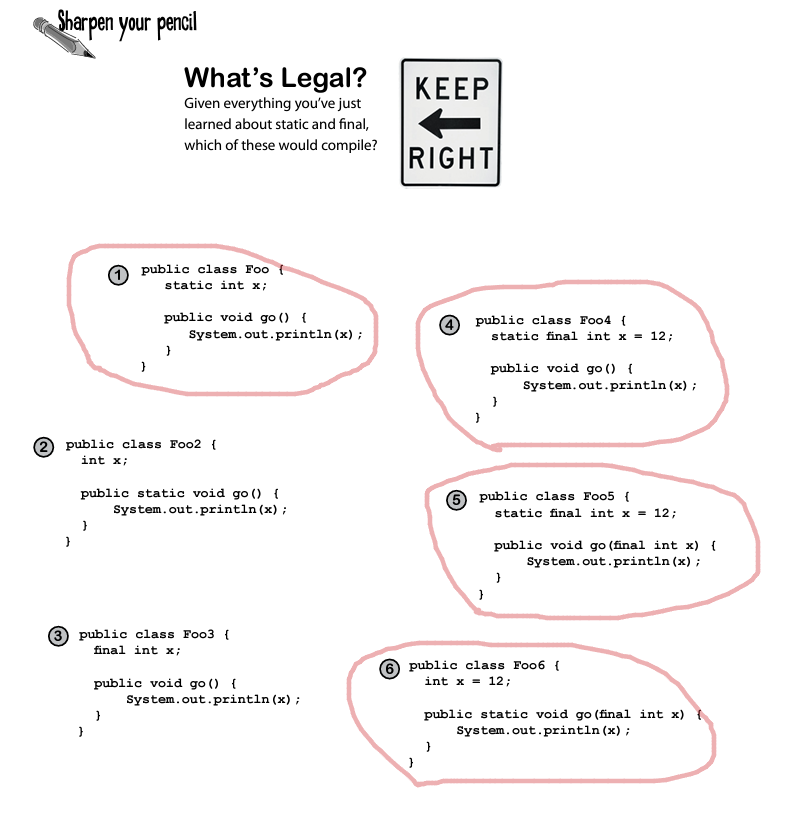 Sharpen your pencil
What's Legal?
Given everything you've just
learned about static and final,
which of these would compile?
KEEP
RIGHT
1
public class Foo {
static int x;
public void go() {
System.out.println(x);
}
}
2
public class Foo2 {
int x;
public static void go() {
System.out.println(x);
}
}
3
public class Foo3 {
final int x;
public void go() {
System.out.println(x);
}
}
4
public class Foo4 {
static final int x = 12;
public void go() {
System.out.println(x);
}
}
5
public class Foo5 {
static final int x = 12;
public void go(final int x) {
System.out.println(x);
}
}
6
public class Foo6 {
int x = 12;
public static void go(final int x) {
System.out.println(x);
}
}